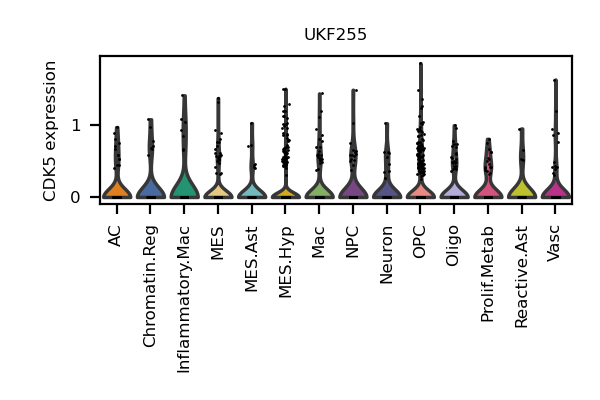 UKF255
CDK5 expression
1
0
AC
Chromatin.Reg
Inflammatory.Mac
MES
MES.Ast
MES.Hyp
Mac
NPC
Neuron
OPC
Oligo
Prolif.Metab
Reactive.Ast
Vasc